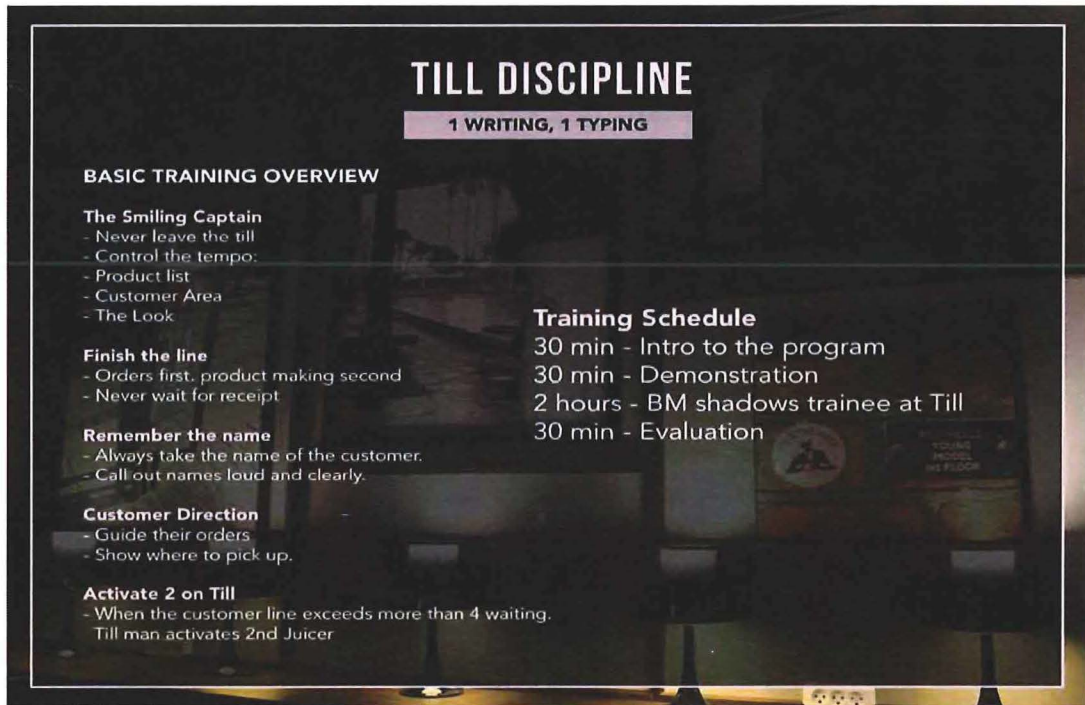 TILL DISCIPLINE
1 WRITING, 1 TYPING
BASIC TRAINING OVERVIEW
The Smiling Captain
- Never leave the till
- Control the tempo:
- Product list
- Customer Area
- The Look
Finish the line
- Orders first. product making second
- Never wait for receipt
Remember the name
- Always take the name of the customer.
- Call out names loud and clearly.
Customer Direction
- Guide their orders
- Show where to pick up.
Activate 2 on Till
- When the customer line exceeds more than 4 waiting.
Till man activates 2nd Juicer
Training Schedule
30 min - Intro to the program
30 min - Demonstration
2 hours - BM shadows trainee at Till
30 min - Evaluation
YOUNG
MODEL